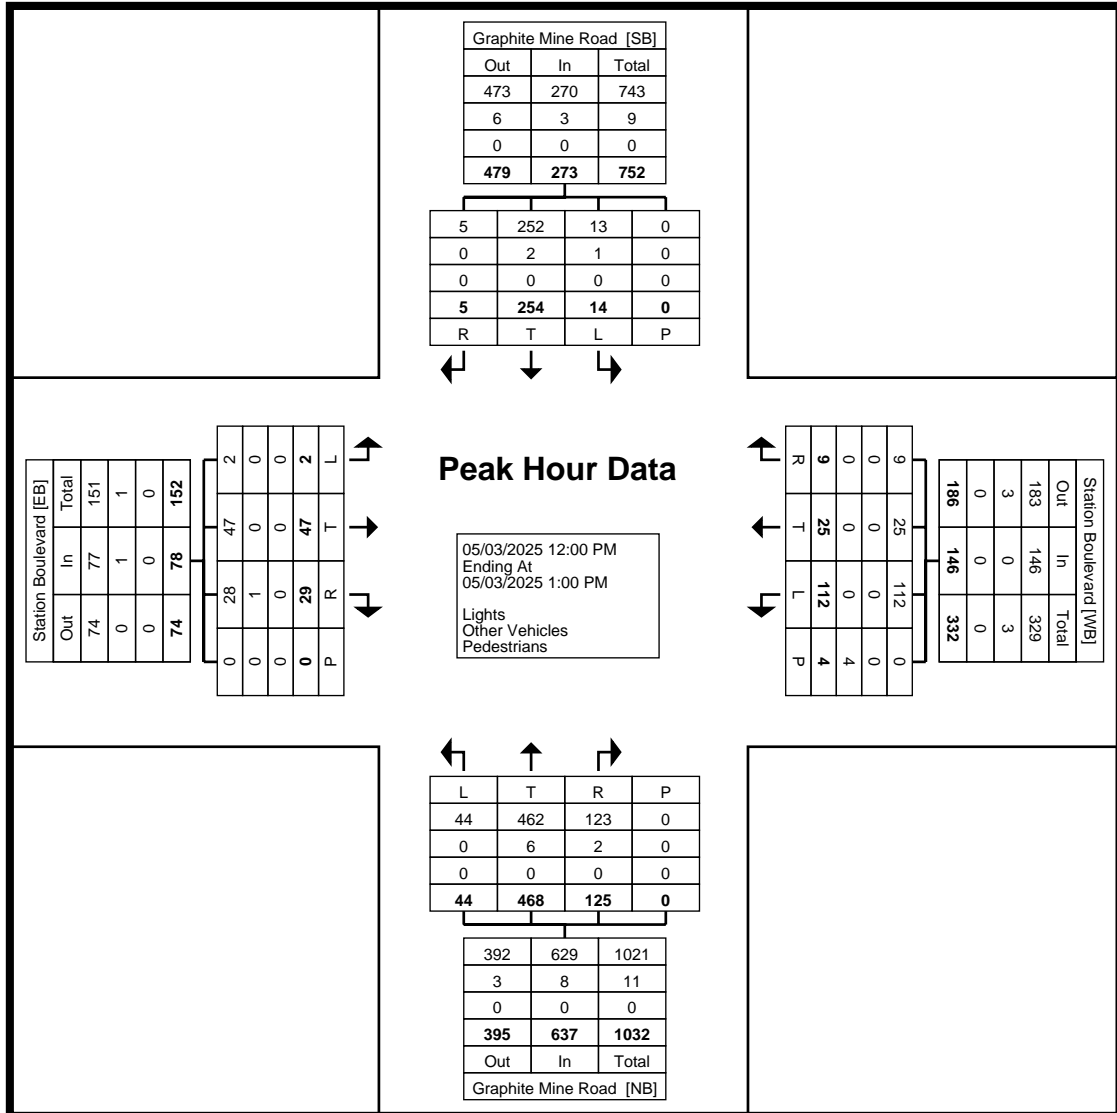 Graphite Mine Road [SB]
Out In Total
473 270 743
6 3 9
0 0 0
479 273 752
5 252 13 0
0 2 1 0
0 0 0 0
5 254 14 0
R T L P
Station Boulevard [EB]
Total In Out
151 77 74
1 1 0
0 0 0
152 78 74
2 47 28 0
0 0 1 0
0 0 0 0
2 47 29 0
L T R P
Peak Hour Data
05/03/2025 12:00 PM
Ending At
05/03/2025 1:00 PM
Lights
Other Vehicles
Pedestrians
R T L P
9 25 112 4
0 0 0 4
0 0 0 0
9 25 112 0
186 146 332
0 0 0
3 0 3
183 146 329
Out In Total
Station Boulevard [WB]
L T R P
44 462 123 0
0 6 2 0
0 0 0 0
44 468 125 0
392 629 1021
3 8 11
0 0 0
395 637 1032
Out In Total
Graphite Mine Road [NB]